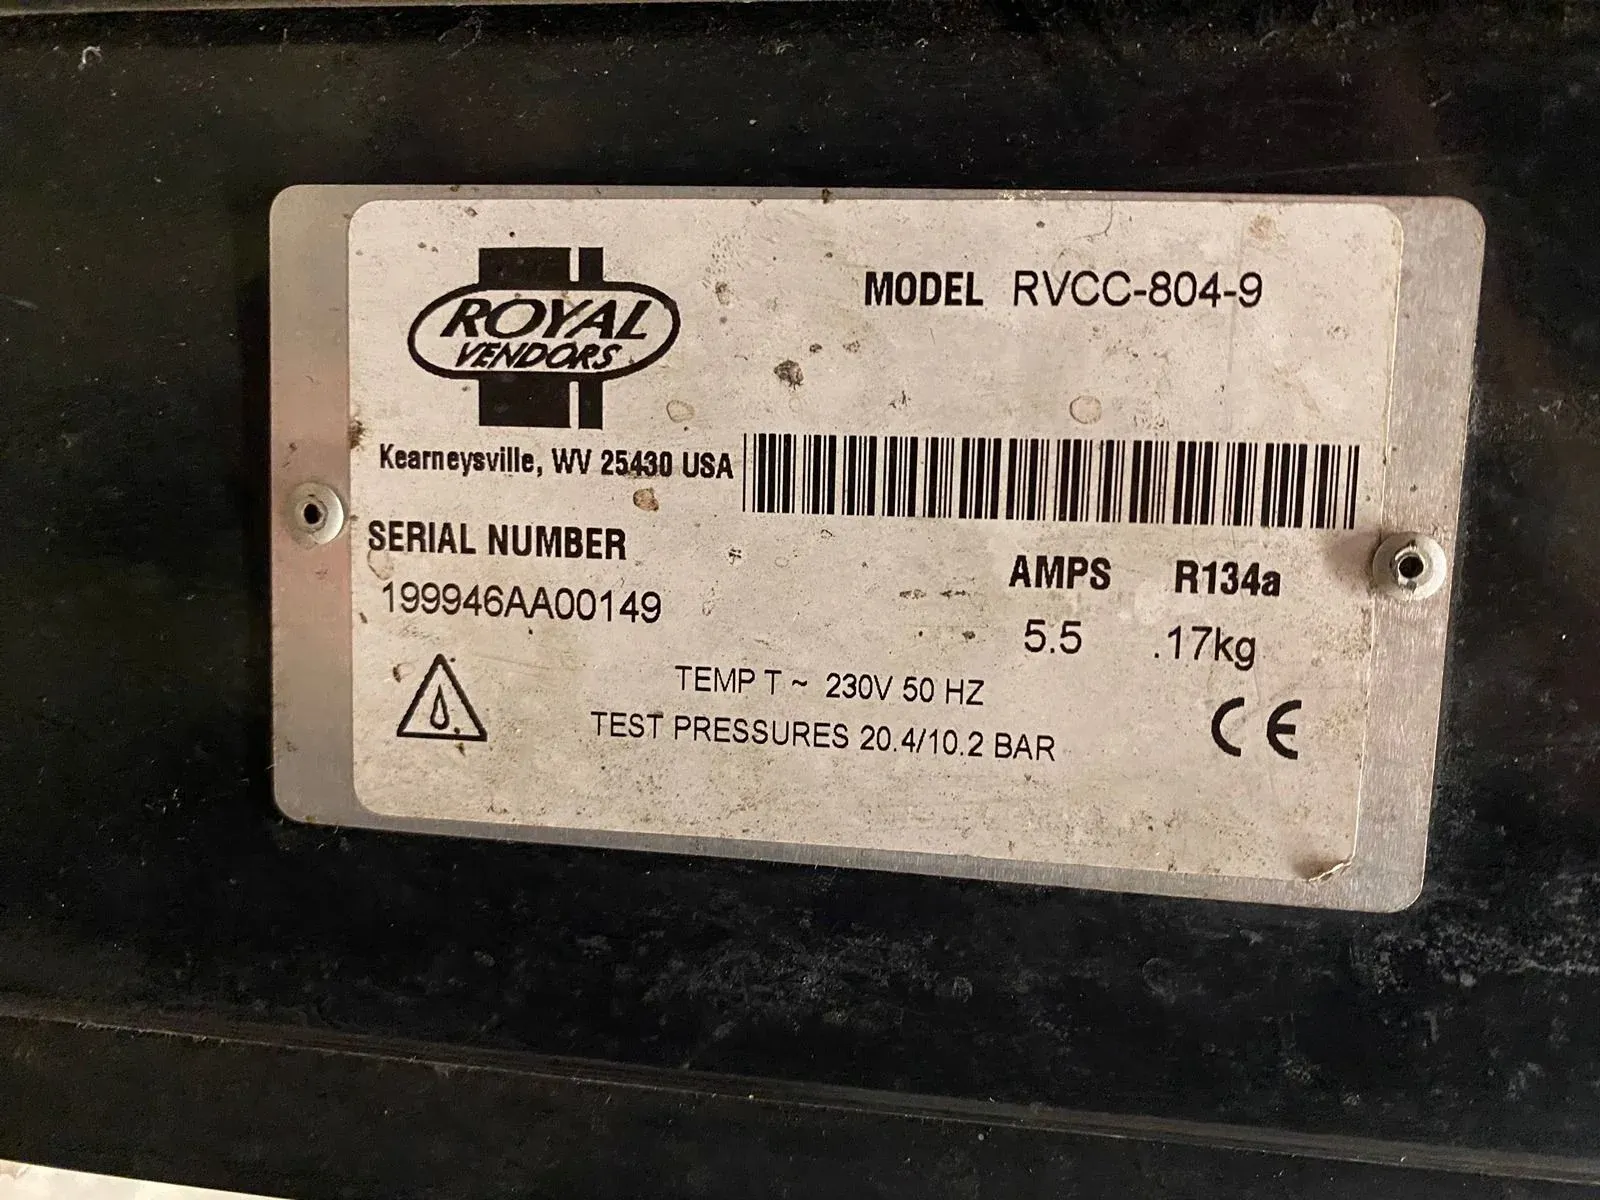 ROYAL
VENDORS
MODEL RVCC-804-9
Kearneysville, WV 25430 USA
SERIAL NUMBER
199946AA00149
AMPS R134a
5.5 .17kg
TEMP T ~ 230V 50 HZ
TEST PRESSURES 20.4/10.2 BAR
CE